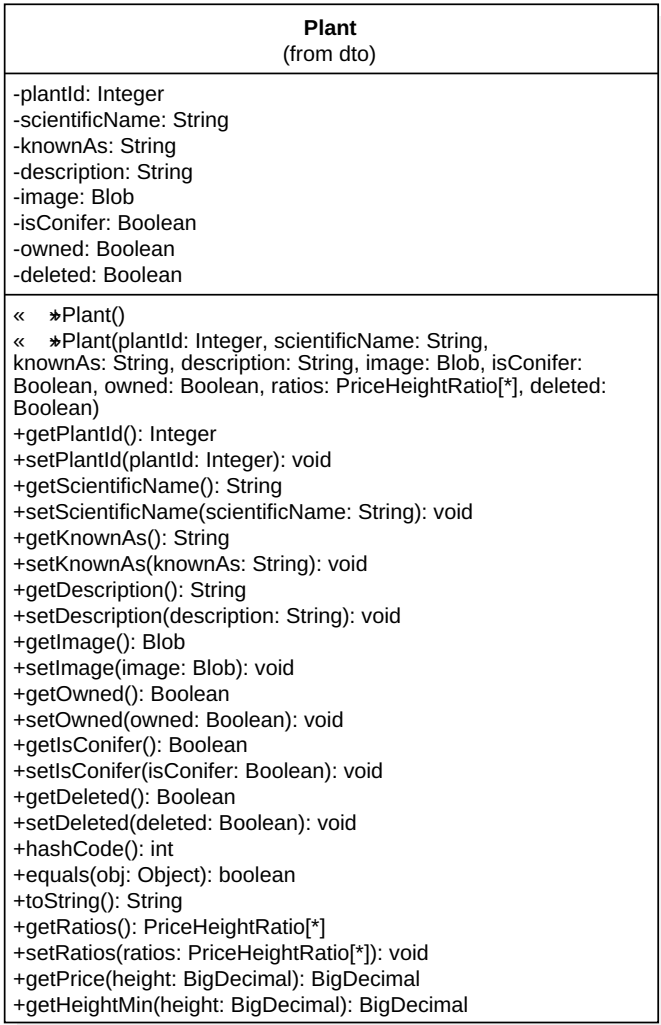 Plant
(from dto)
-plantId: Integer
-scientificName: String
-knownAs: String
-description: String
-image: Blob
-isConifer: Boolean
-owned: Boolean
-deleted: Boolean
« »+Plant()
« »+Plant(plantId: Integer, scientificName: String,
knownAs: String, description: String, image: Blob, isConifer:
Boolean, owned: Boolean, ratios: PriceHeightRatio[*], deleted:
Boolean)
+getPlantId(): Integer
+setPlantId(plantId: Integer): void
+getScientificName(): String
+setScientificName(scientificName: String): void
+getKnownAs(): String
+setKnownAs(knownAs: String): void
+getDescription(): String
+setDescription(description: String): void
+getImage(): Blob
+setImage(image: Blob): void
+getOwned(): Boolean
+setOwned(owned: Boolean): void
+getIsConifer(): Boolean
+setIsConifer(isConifer: Boolean): void
+getDeleted(): Boolean
+setDeleted(deleted: Boolean): void
+hashCode(): int
+equals(obj: Object): boolean
+toString(): String
+getRatios(): PriceHeightRatio[*]
+setRatios(ratios: PriceHeightRatio[*]): void
+getPrice(height: BigDecimal): BigDecimal
+getHeightMin(height: BigDecimal): BigDecimal